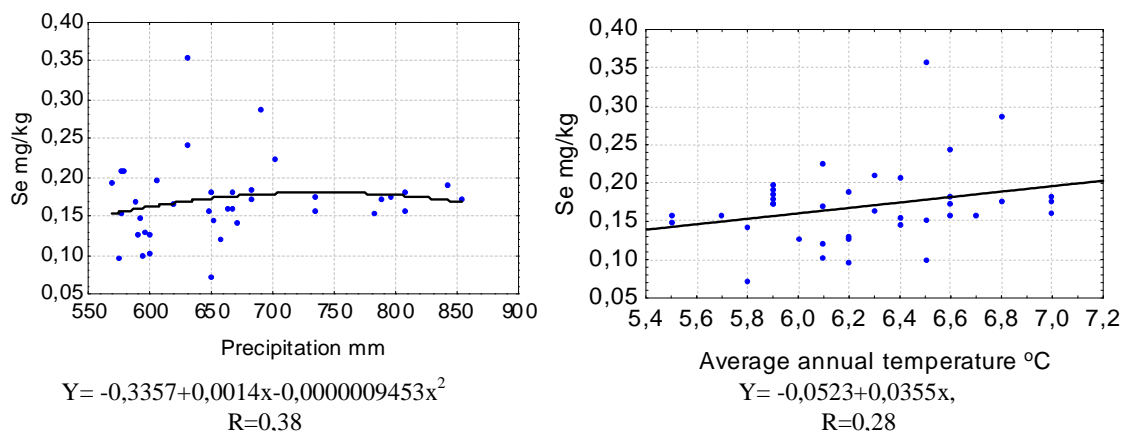 0,40
0,35
0,30
0,25
0,20
0,15
0,10
0,05
Se mg/kg
550 600 650 700 750 800 850 900
Precipitation mm
Y= -0,3357+0,0014x-0,0000009453x²
R=0,38
0,40
0,35
0,30
0,25
0,20
0,15
0,10
0,05
Se mg/kg
5,4 5,6 5,8 6,0 6,2 6,4 6,6 6,8 7,0 7,2
Average annual temperature ºC
Y= -0,0523+0,0355x,
R=0,28